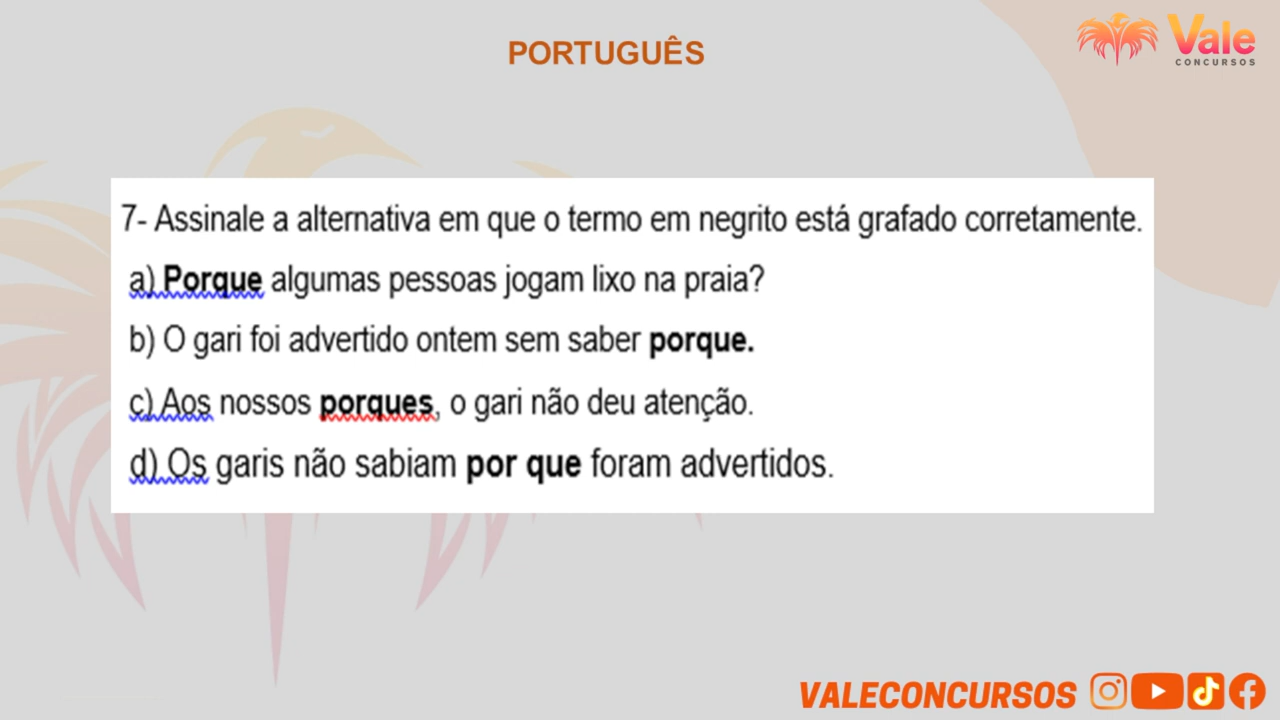 PORTUGUÊS
Vale
CONCURSOS
7- Assinale a alternativa em que o termo em negrito está grafado corretamente.
a) Porque algumas pessoas jogam lixo na praia?
b) O gari foi advertido ontem sem saber porque.
c) Aos nossos porques, o gari não deu atenção.
d) Os garis não sabiam por que foram advertidos.
VALECONCURSOS